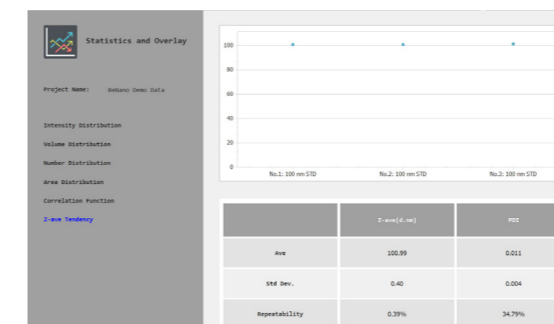 Statistics and Overlay
Project Name: BeNano Demo Data
Intensity Distribution
Volume Distribution
Number Distribution
Area Distribution
Correlation Function
Z-ave Tendency
100
80
60
40
20
0
No.1: 100 nm STD No.2: 100 nm STD No.3: 100 nm STD
Z-ave(d.nm) PDI
Ave 100.99 0.011
Std Dev. 0.40 0.004
Repeatability 0.39% 34.79%